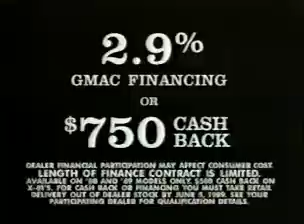 2.9%
GMAC FINANCING
OR
$750 CASH BACK
DEALER FINANCIAL PARTICIPATION MAY AFFECT CONSUMER COST.
LENGTH OF FINANCE CONTRACT IS LIMITED.
AVAILABLE ON '88 AND '89 MODELS ONLY. $500 CASH BACK ON
FOR CASH BACK OR FINANCING YOU MUST TAKE RETAIL
DELIVERY OUT OF DEALER STOCK BY JUNE 5, 1989. SEE YOUR
PARTICIPATING DEALER FOR QUALIFICATION DETAILS.